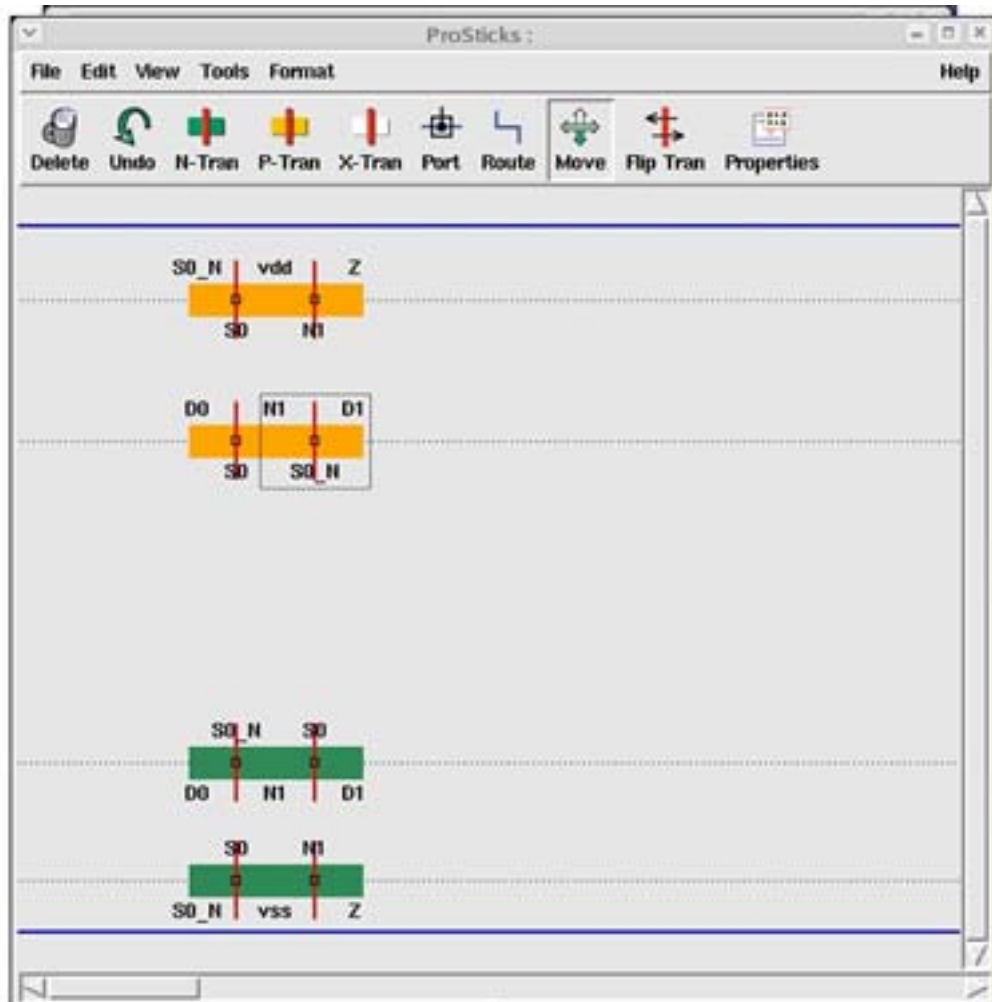 ProSticks :
File Edit View Tools Format Help
Delete Undo N-Tran P-Tran X-Tran Port Route Move Flip Tran Properties
S0_N vdd Z
S0 N1
D0 N1 D1
S0 S0_N
S0_N S0
D0 N1 D1
S0 N1
S0_N vss Z